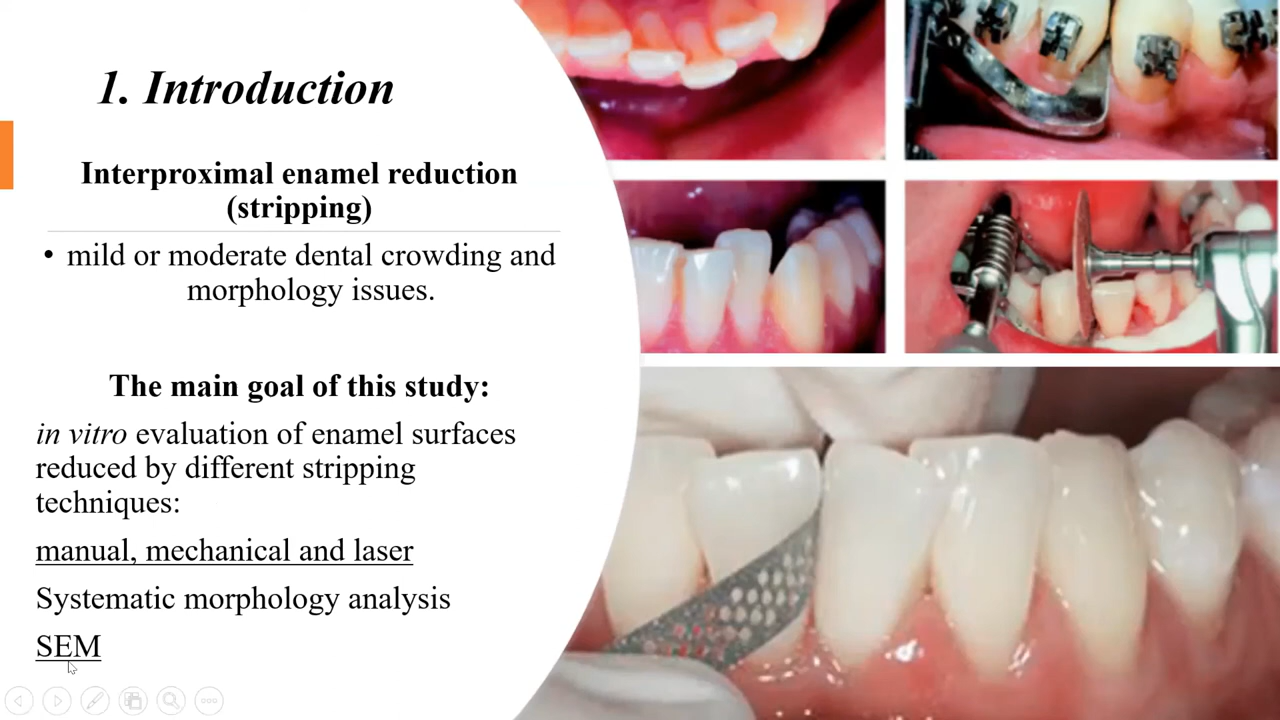 1. Introduction
Interproximal enamel reduction
(stripping)
• mild or moderate dental crowding and
morphology issues.
The main goal of this study:
in vitro evaluation of enamel surfaces
reduced by different stripping
techniques:
manual, mechanical and laser
Systematic morphology analysis
SEM